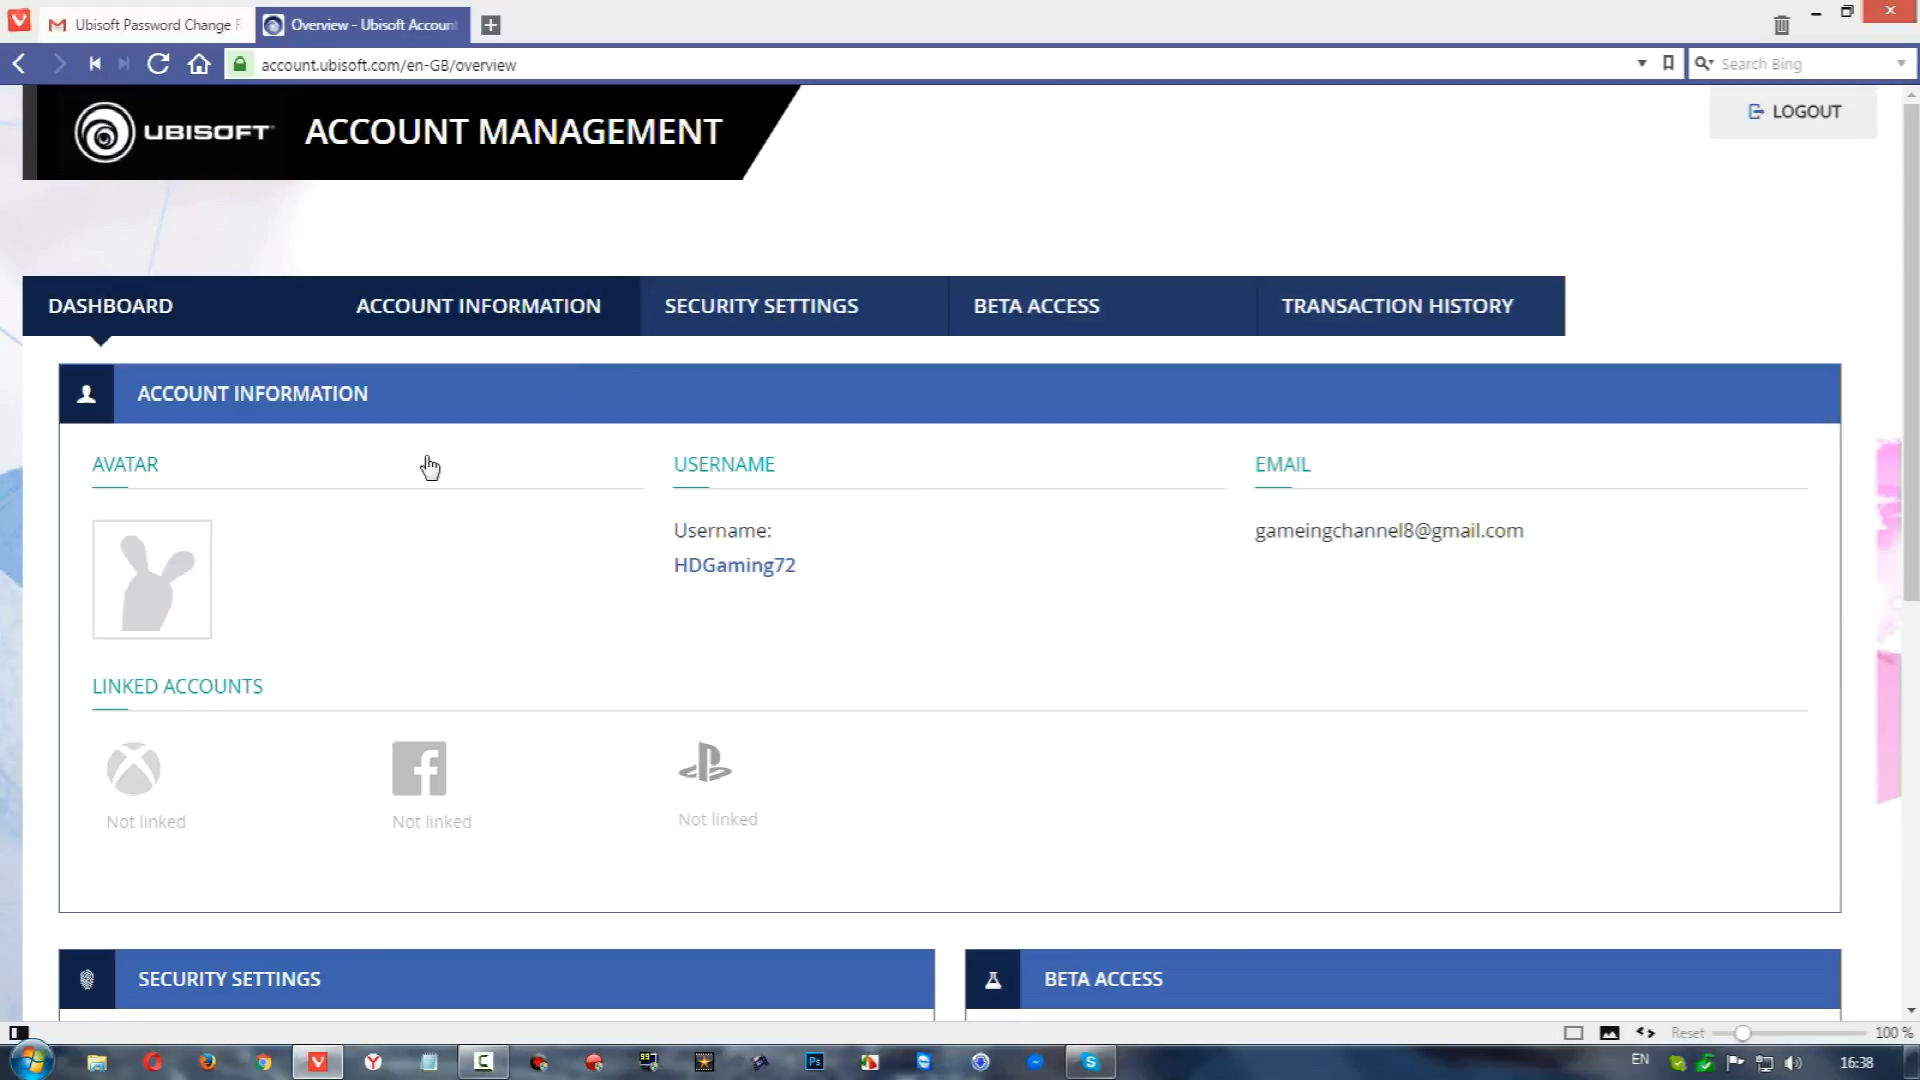 Ubisoft Password Change
Overview - Ubisoft Account
account.ubisoft.com/en-GB/overview
Search Bing
UBISOFT
ACCOUNT MANAGEMENT
LOGOUT
DASHBOARD
ACCOUNT INFORMATION
SECURITY SETTINGS
BETA ACCESS
TRANSACTION HISTORY
ACCOUNT INFORMATION
AVATAR
USERNAME
EMAIL
Username:
HDGaming72
gameingchannel8@gmail.com
LINKED ACCOUNTS
Not linked
Not linked
Not linked
SECURITY SETTINGS
BETA ACCESS
Reset
100 %
EN
16:38